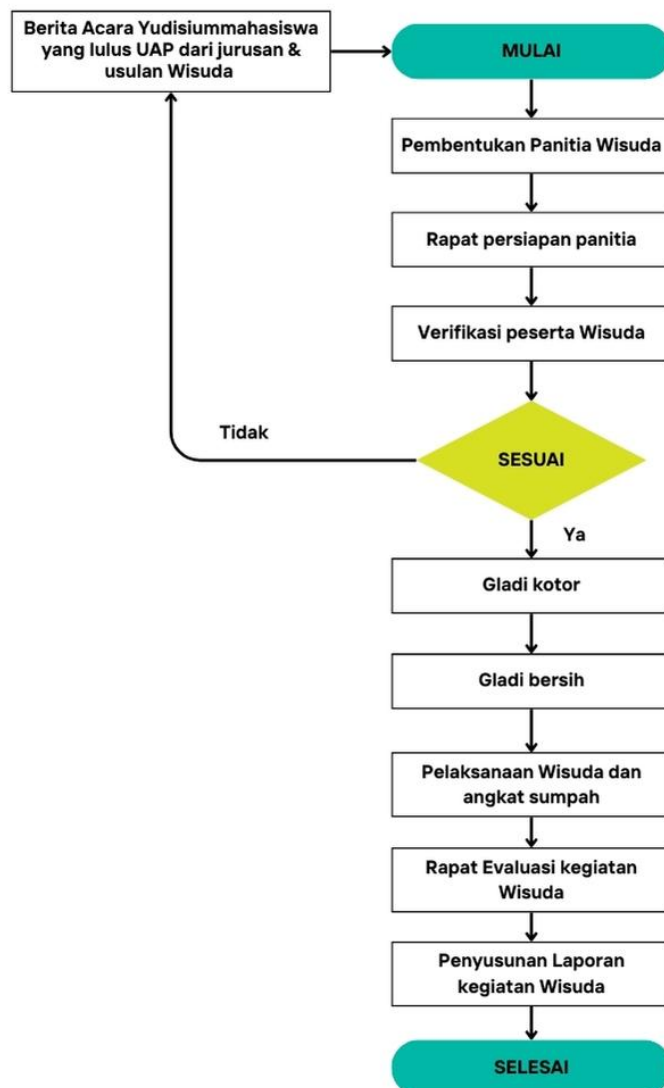 Berita Acara Yudisiummahasiswa
yang lulus UAP dari jurusan &
usulan Wisuda
MULAI
Pembentukan Panitia Wisuda
Rapat persiapan panitia
Verifikasi peserta Wisuda
SESUAI
Tidak
Ya
Gladi kotor
Gladi bersih
Pelaksanaan Wisuda dan
angkat sumpah
Rapat Evaluasi kegiatan
Wisuda
Penyusunan Laporan
kegiatan Wisuda
SELESAI